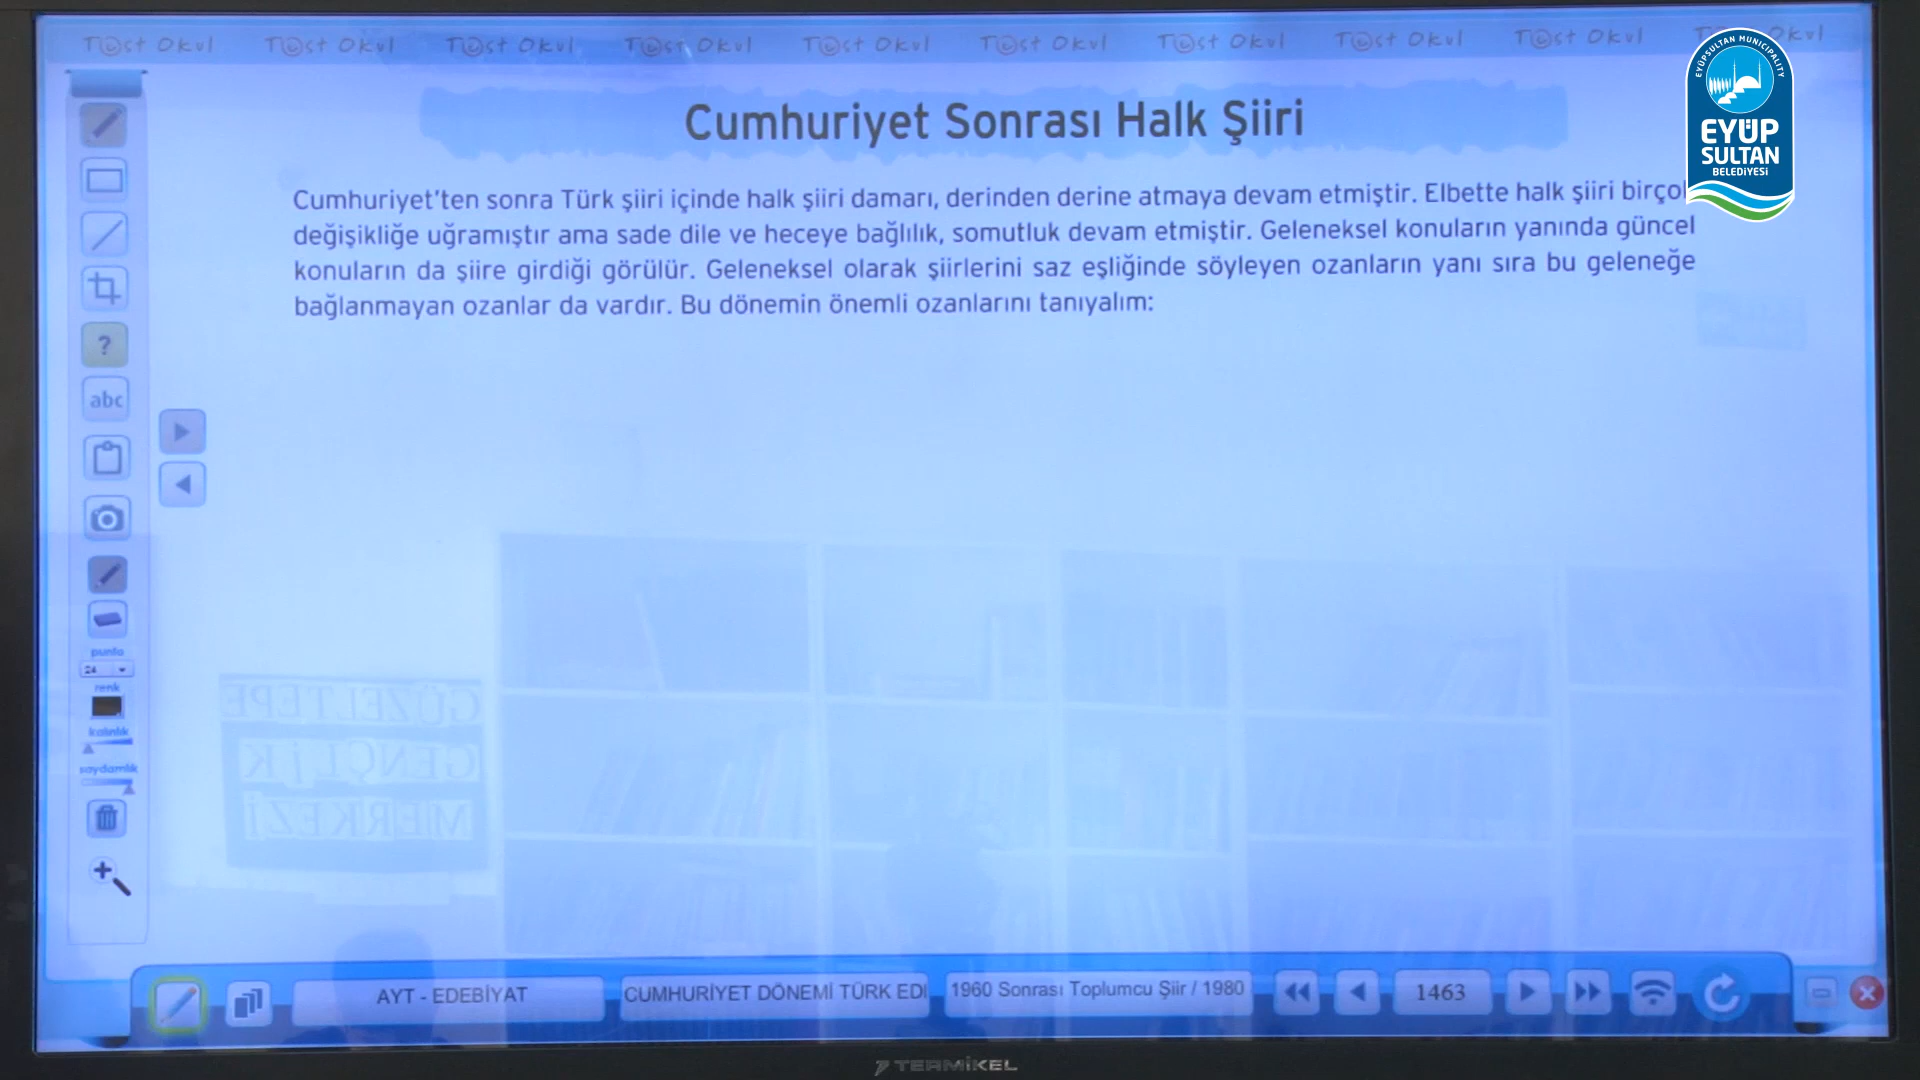 Test Okul Test Okul Test Okul Test Okul Test Okul Test Okul Test Okul Test Okul Test Okul
EYÜPSULTAN MUNICIPALITY
EYÜP
SULTAN
BELEDİYESİ
Cumhuriyet Sonrası Halk Şiiri
Cumhuriyet'ten sonra Türk şiiri içinde halk şiiri damarı, derinden derine atmaya devam etmiştir. Elbette halk şiiri birço
değişikliğe uğramıştır ama sade dile ve heceye bağlılık, somutluk devam etmiştir. Geleneksel konuların yanında güncel
konuların da şiire girdiği görülür. Geleneksel olarak şiirlerini saz eşliğinde söyleyen ozanların yanı sıra bu geleneğe
bağlanmayan ozanlar da vardır. Bu dönemin önemli ozanlarını tanıyalım:
?
abc
punto
24
renk
kalınlık
saydamlık
GÜZELTEPE
GENÇLİK
MERKEZİ
AYT - EDEBİYAT
CUMHURİYET DÖNEMİ TÜRK EDİ
1960 Sonrası Toplumcu Şiir / 1980
1463
TERMİKEL